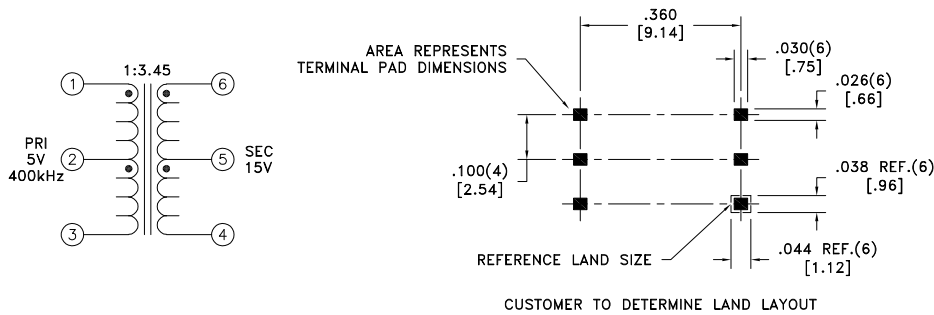 1:3.45
1
6
PRI
5V
400kHz
2
5
SEC
15V
3
4
.360
[9.14]
AREA REPRESENTS
TERMINAL PAD DIMENSIONS
.030(6)
[.75]
.026(6)
[.66]
.100(4)
[2.54]
.038 REF.(6)
[.96]
REFERENCE LAND SIZE
.044 REF.(6)
[1.12]
CUSTOMER TO DETERMINE LAND LAYOUT